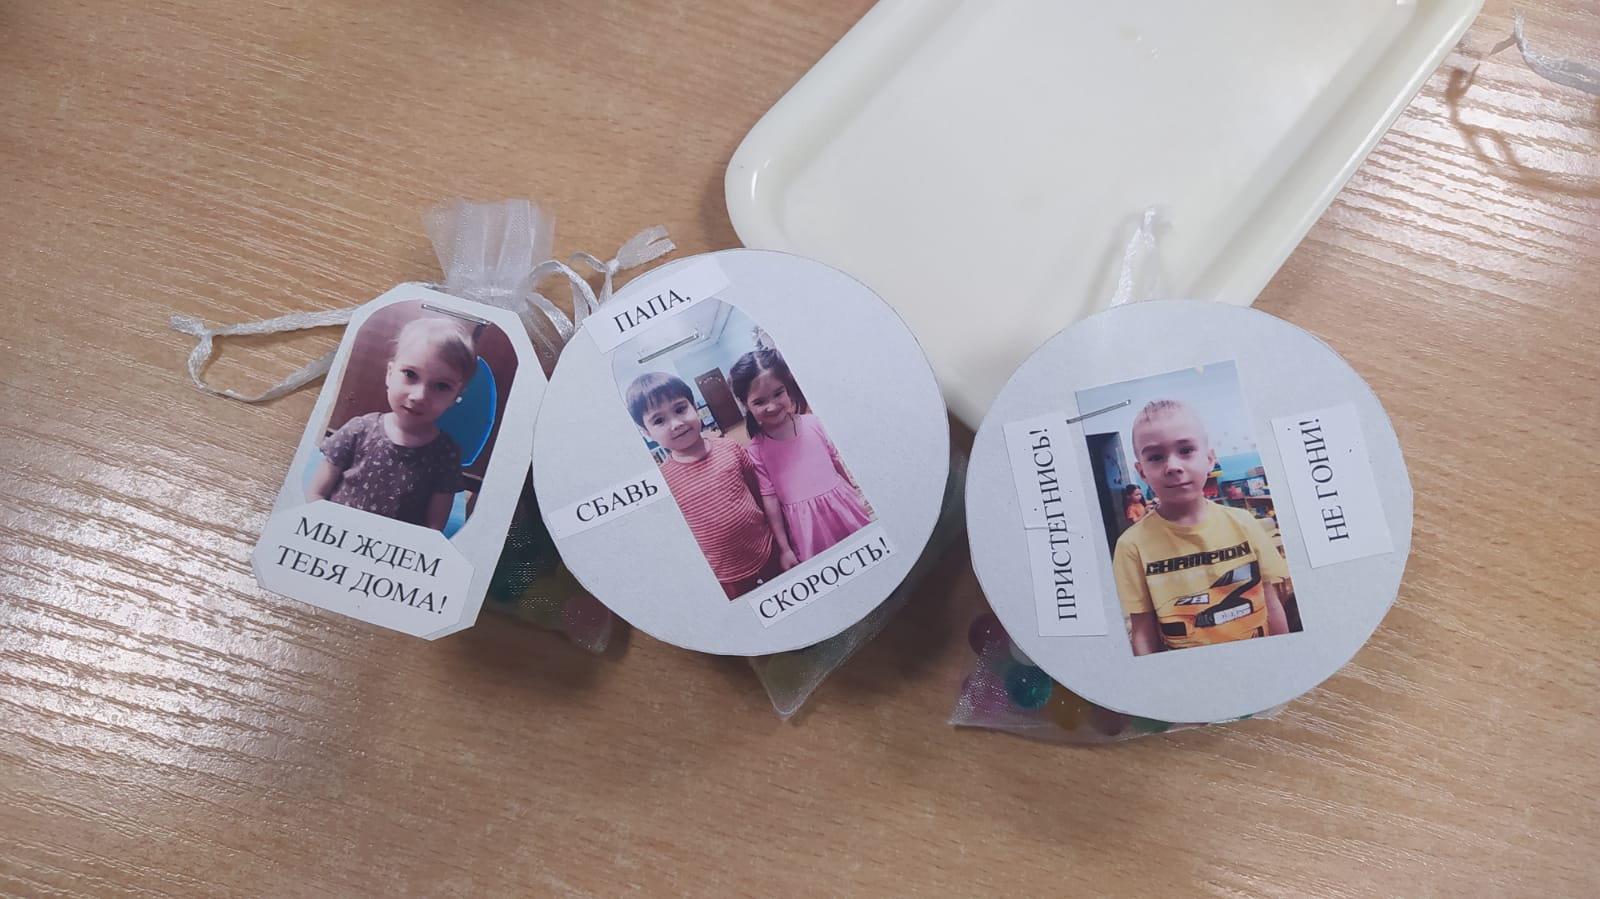 МЫ ЖДЕМ
ТЕБЯ ДОМА!
ПАПА,
СБАВЬ
СКОРОСТЬ!
ПРИСТЕГНИСЬ!
CHAMPION
НЕ ГОНИ!